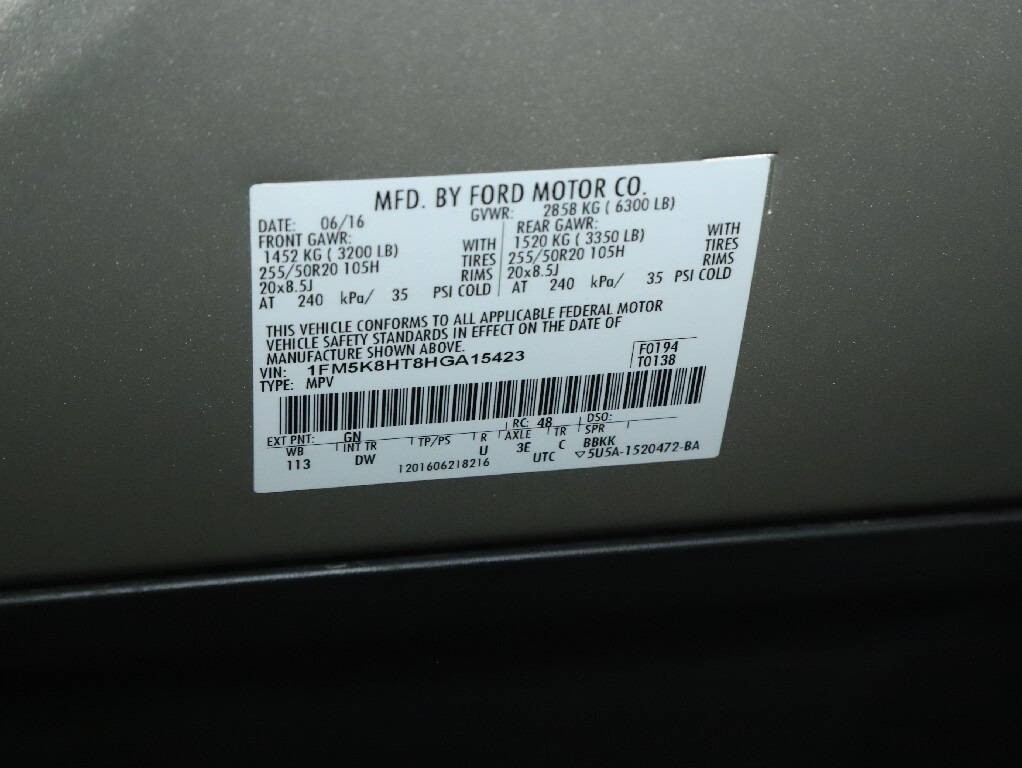 MFD. BY FORD MOTOR CO.
DATE: 06/16 GVWR: 2858 KG ( 6300 LB)
FRONT GAWR: REAR GAWR:
1452 KG ( 3200 LB) WITH 1520 KG ( 3350 LB) WITH
255/50R20 105H TIRES 255/50R20 105H TIRES
20x8.5J RIMS 20x8.5J RIMS
AT 240 kPa/ 35 PSI COLD AT 240 kPa/ 35 PSI COLD
THIS VEHICLE CONFORMS TO ALL APPLICABLE FEDERAL MOTOR
VEHICLE SAFETY STANDARDS IN EFFECT ON THE DATE OF
MANUFACTURE SHOWN ABOVE.
VIN: 1FM5K8HT8HGA15423 F0194
TYPE: MPV T0138
EXT PNT: GN RC: 48 DSO:
WB INT TR TP/PS R AXLE TR SPR
113 DW U 3E C BBKK
1201606218216 UTC ▽5U5A-1520472-BA